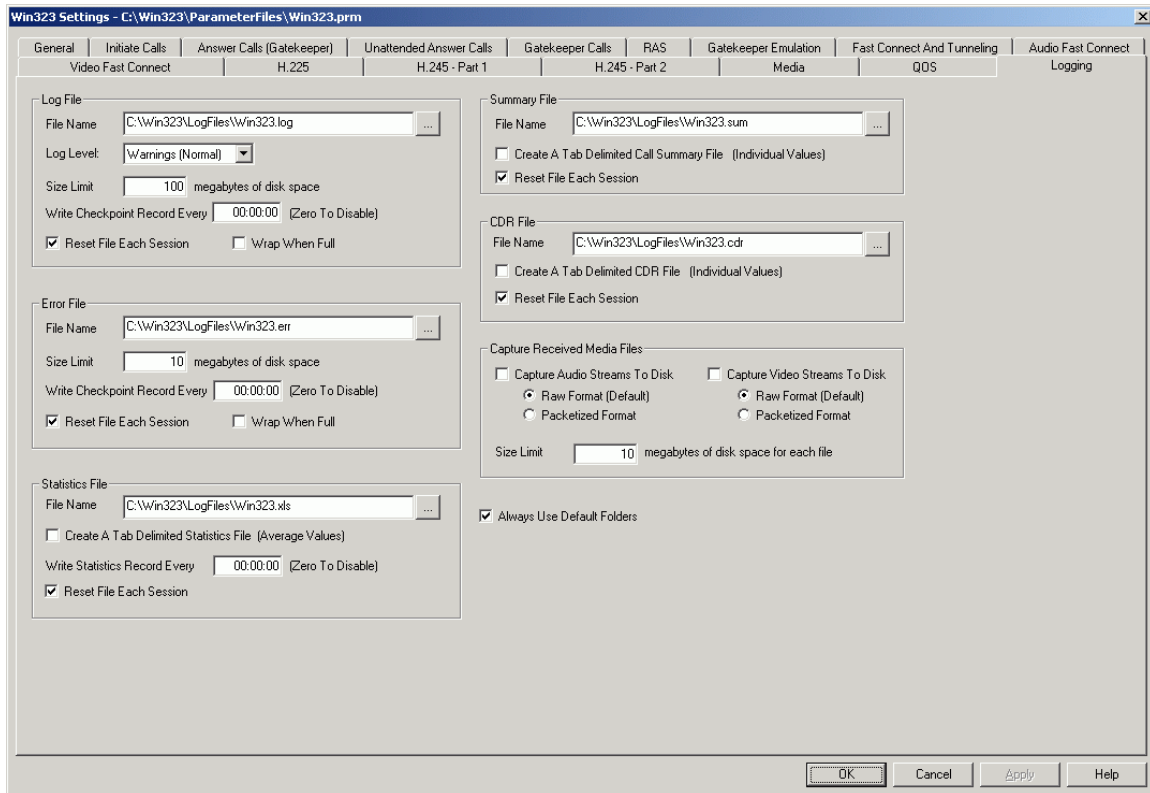 Win323 Settings - C:\Win323\ParameterFiles\Win323.prm
General
Initiate Calls
Answer Calls (Gatekeeper)
Unattended Answer Calls
Gatekeeper Calls
RAS
Gatekeeper Emulation
Fast Connect And Tunneling
Audio Fast Connect
Video Fast Connect
H.225
H.245 - Part 1
H.245 - Part 2
Media
QOS
Logging
Log File
File Name C:\Win323\LogFiles\Win323.log ...
Log Level: Warnings (Normal)
Size Limit 100 megabytes of disk space
Write Checkpoint Record Every 00:00:00 (Zero To Disable)
Reset File Each Session Wrap When Full
Error File
File Name C:\Win323\LogFiles\Win323.err ...
Size Limit 10 megabytes of disk space
Write Checkpoint Record Every 00:00:00 (Zero To Disable)
Reset File Each Session Wrap When Full
Statistics File
File Name C:\Win323\LogFiles\Win323.xls ...
Create A Tab Delimited Statistics File (Average Values)
Write Statistics Record Every 00:00:00 (Zero To Disable)
Reset File Each Session
Summary File
File Name C:\Win323\LogFiles\Win323.sum ...
Create A Tab Delimited Call Summary File (Individual Values)
Reset File Each Session
CDR File
File Name C:\Win323\LogFiles\Win323.cdr ...
Create A Tab Delimited CDR File (Individual Values)
Reset File Each Session
Capture Received Media Files
Capture Audio Streams To Disk Capture Video Streams To Disk
Raw Format (Default) Raw Format (Default)
Packetized Format Packetized Format
Size Limit 10 megabytes of disk space for each file
Always Use Default Folders
OK Cancel Apply Help